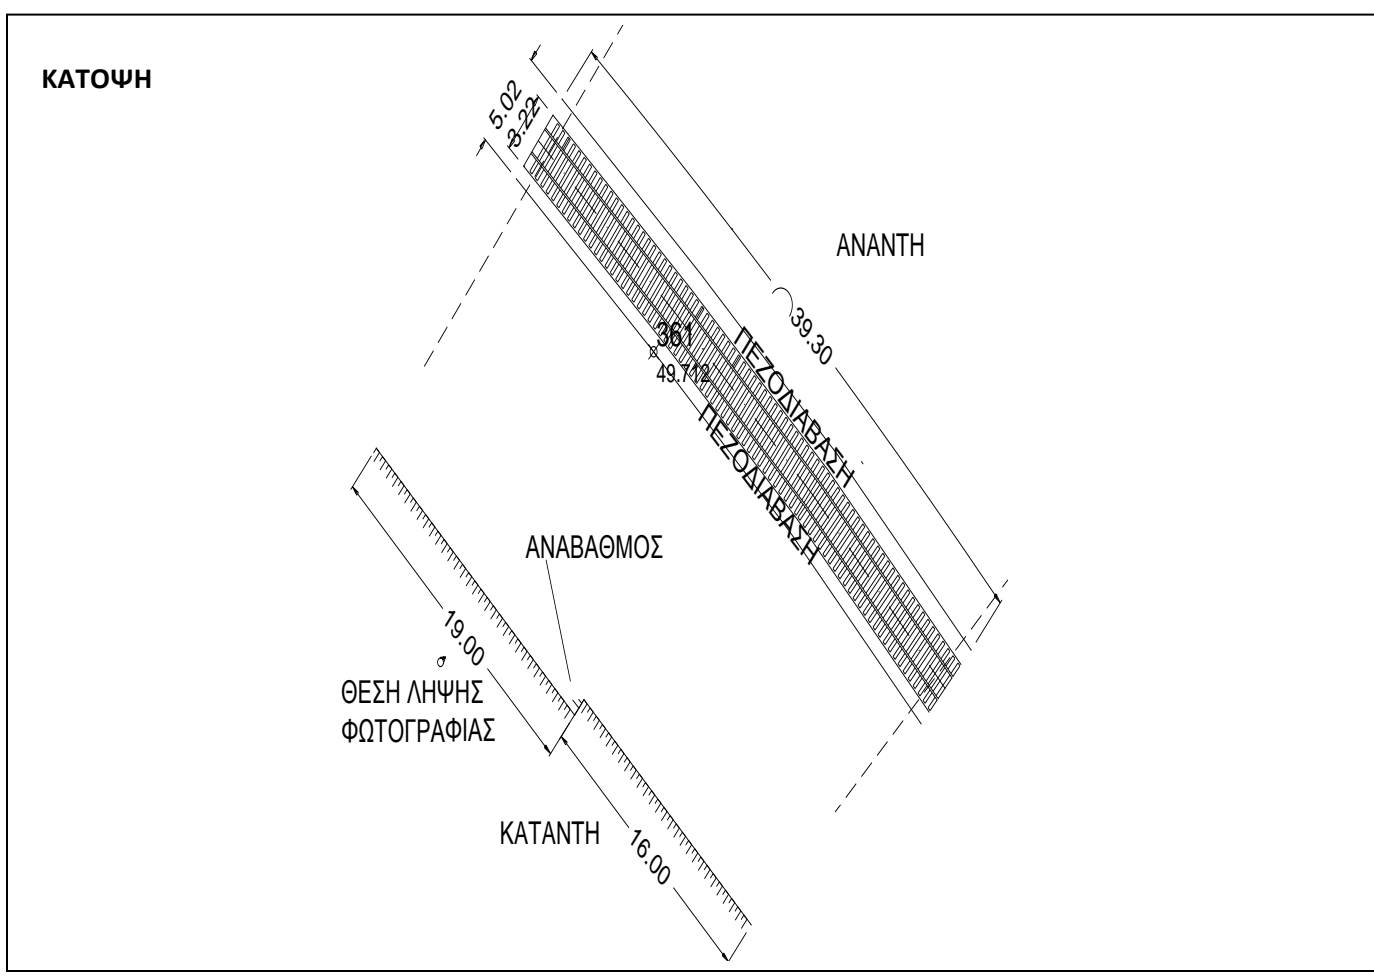 ΚΑΤΟΨΗ
5.02
3.22
ΑΝΑΝΤΗ
39.30
361
49.712
ΠΕΖΟΔΙΑΒΑΣΗ
ΠΕΖΟΔΙΑΒΑΣΗ
ΑΝΑΒΑΘΜΟΣ
19.00
ΘΕΣΗ ΛΗΨΗΣ
ΦΩΤΟΓΡΑΦΙΑΣ
ΚΑΤΑΝΤΗ
16.00